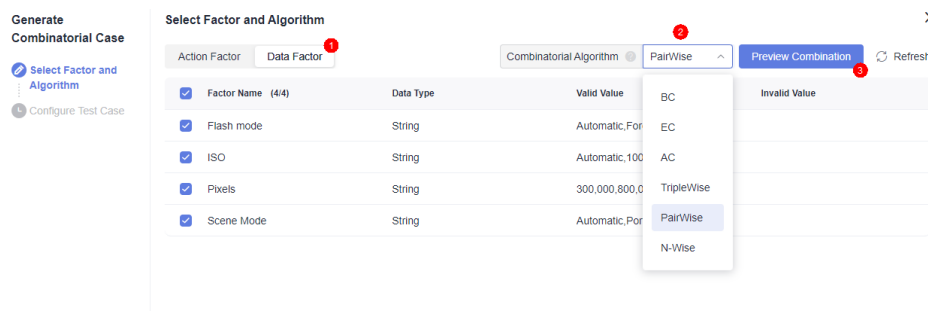 Generate
Combinatorial Case
Select Factor and
Algorithm
Configure Test Case
Select Factor and Algorithm
Action Factor Data Factor 1
Combinatorial Algorithm PairWise 2
Preview Combination 3
Refresh
Factor Name (4/4) Data Type Valid Value Invalid Value
Flash mode String Automatic,For
ISO String Automatic,100
Pixels String 300,000,800,0
Scene Mode String Automatic,Por
BC
EC
AC
TripleWise
PairWise
N-Wise